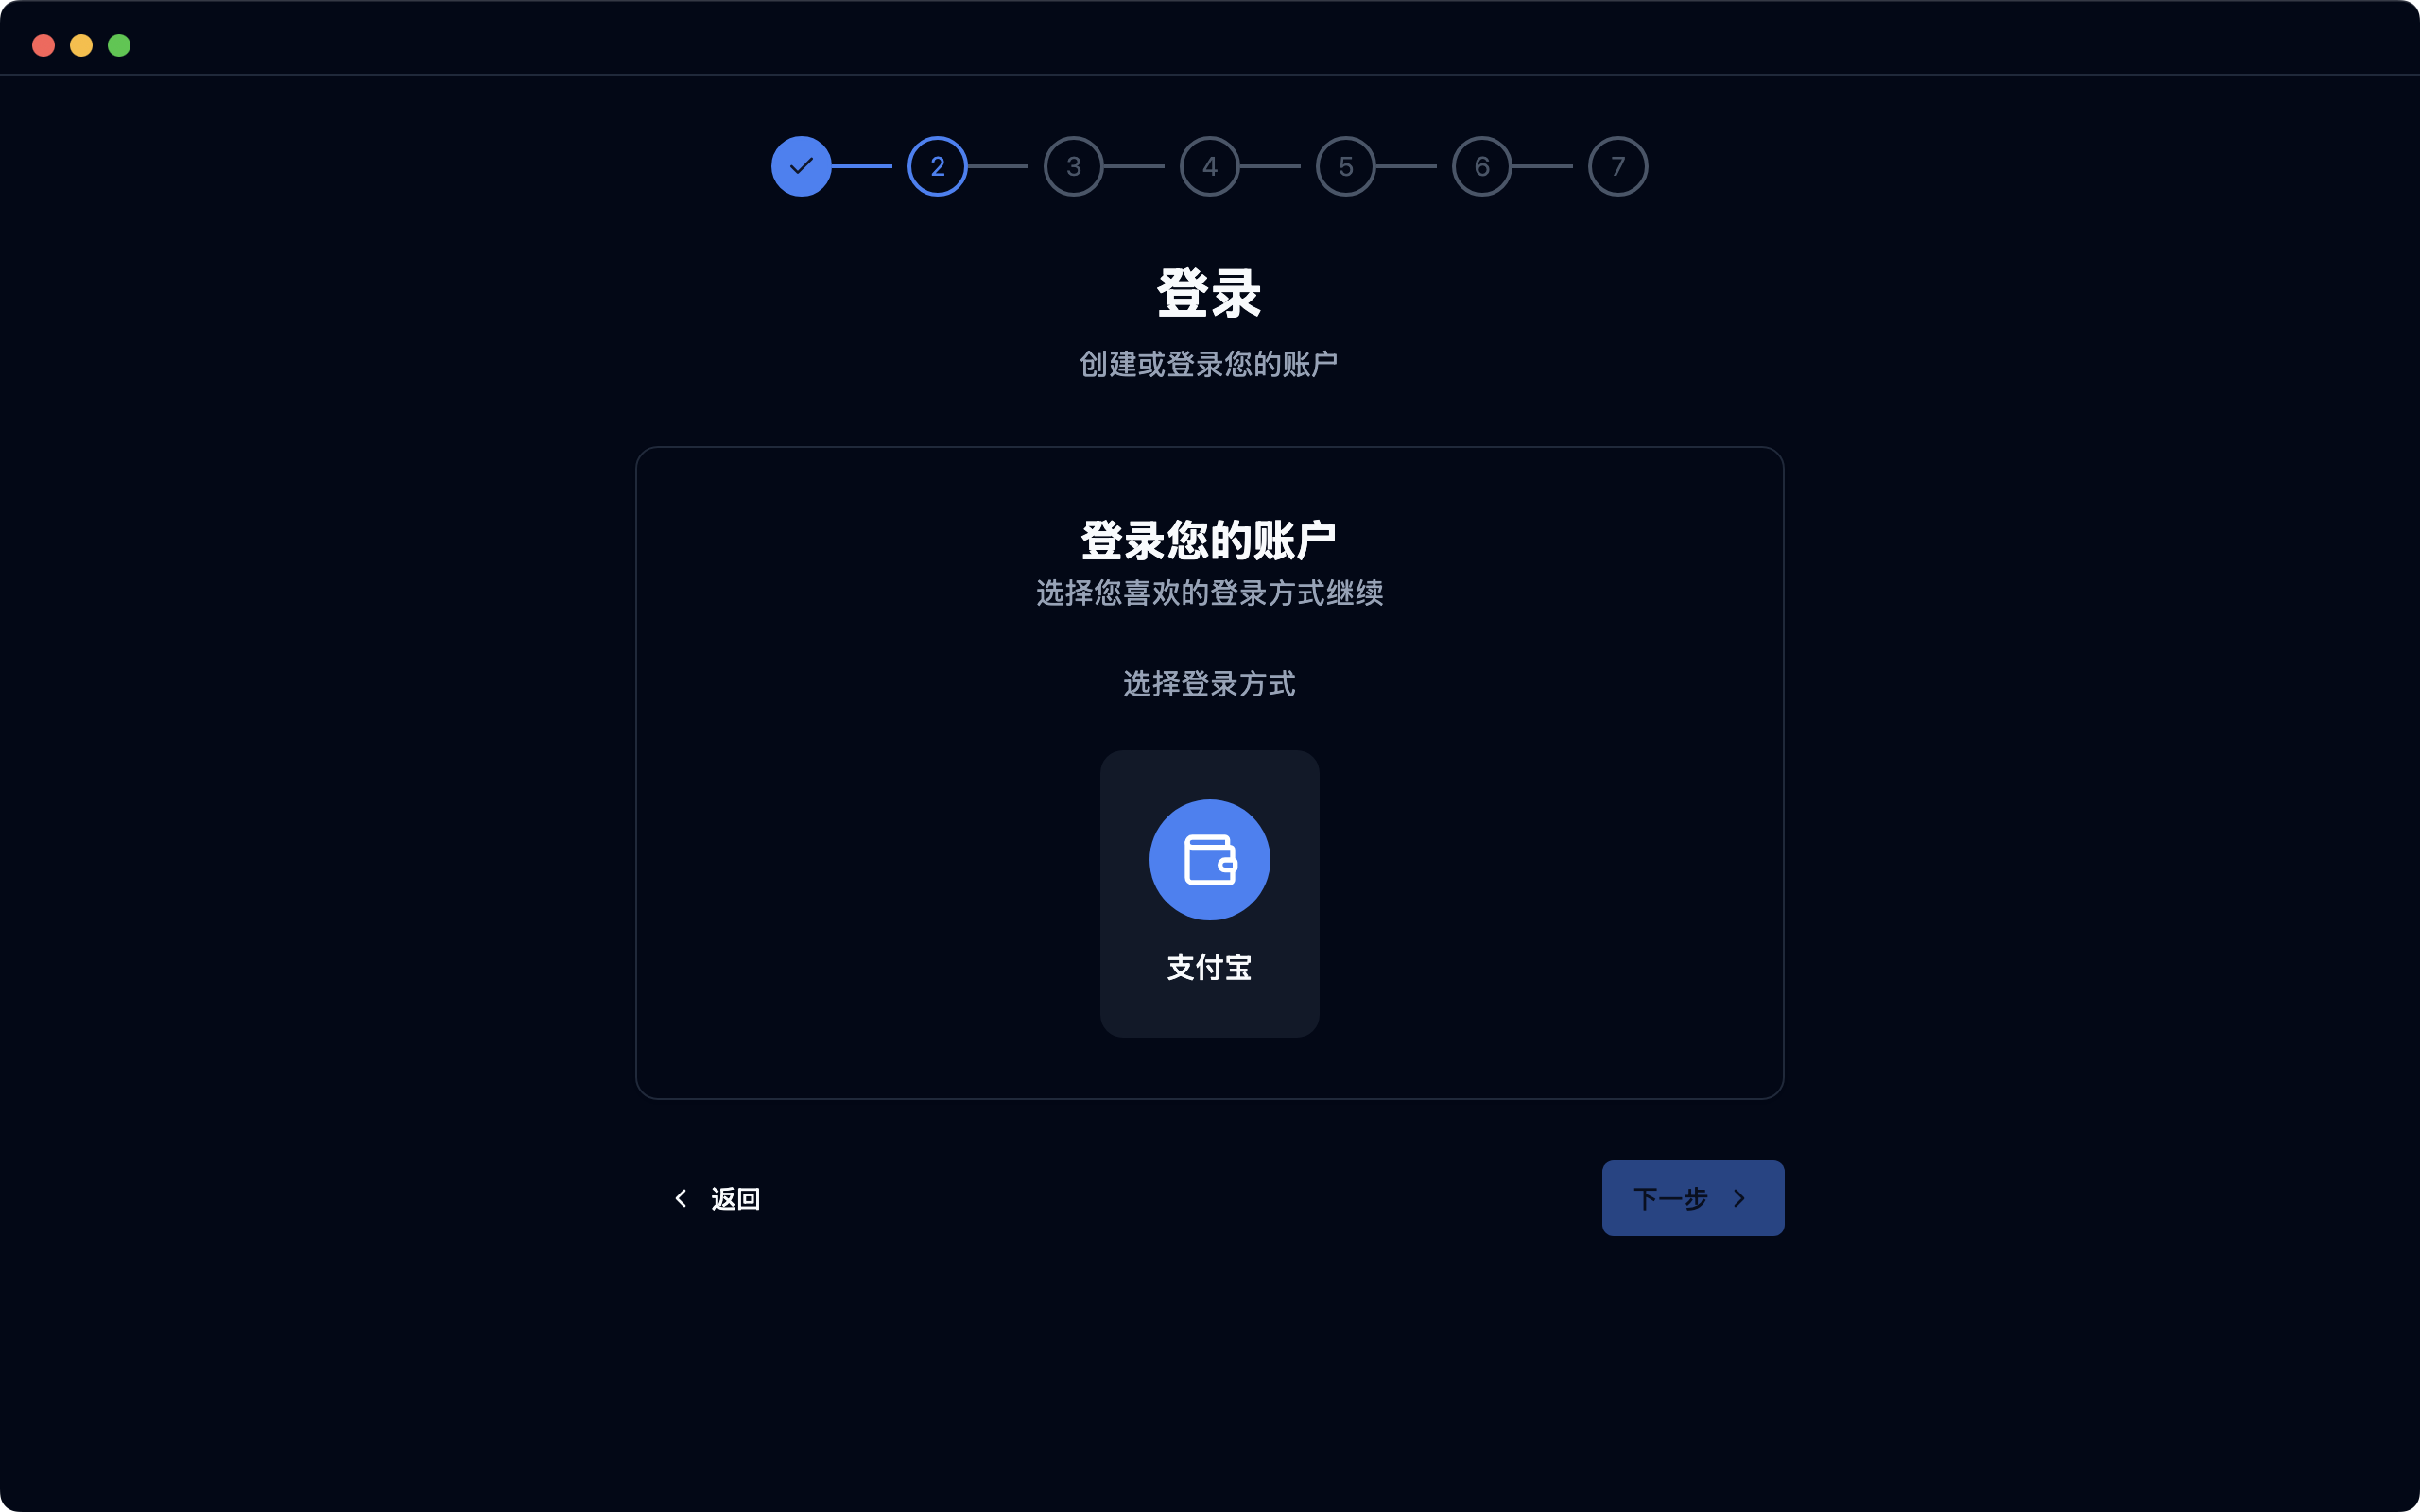 2 3 4 5 6 7
登录
创建或登录您的账户
登录您的账户
选择您喜欢的登录方式继续
选择登录方式
支付宝
返回
下一步